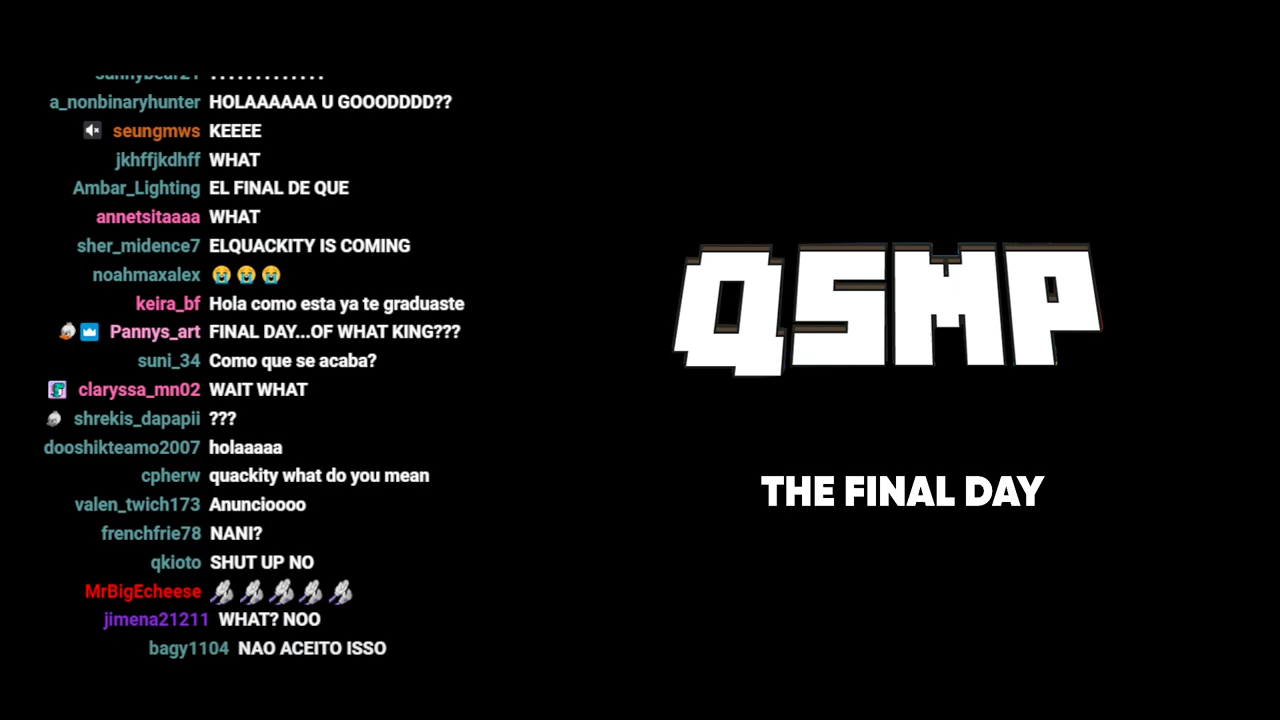 .............
a_nonbinaryhunter HOLAAAAAA U GOOODDDD??
seungmws KEEEE
jkhffjkdhff WHAT
Ambar_Lighting EL FINAL DE QUE
annetsitaaaa WHAT
sher_midence7 ELQUACKITY IS COMING
noahmaxalex 😭 😭 😭
keira_bf Hola como esta ya te graduaste
Pannys_art FINAL DAY...OF WHAT KING???
suni_34 Como que se acaba?
claryssa_mn02 WAIT WHAT
shrekis_dapapii ???
dooshikteamo2007 holaaaaa
cpherw quackity what do you mean
valen_twich173 Anuncioooo
frenchfrie78 NANI?
qkioto SHUT UP NO
MrBigEcheese
jimena21211 WHAT? NOO
bagy1104 NAO ACEITO ISSO
QSMP
THE FINAL DAY